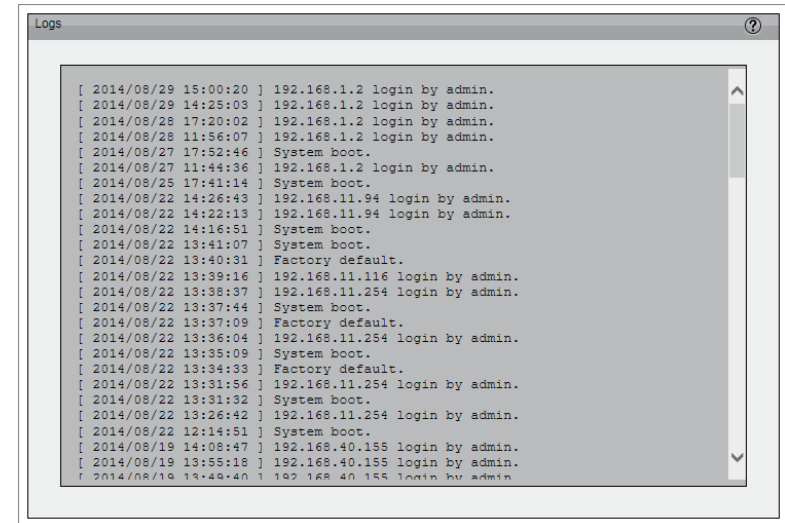 Logs
[ 2014/08/29 15:00:20 ] 192.168.1.2 login by admin.
[ 2014/08/29 14:25:03 ] 192.168.1.2 login by admin.
[ 2014/08/28 17:20:02 ] 192.168.1.2 login by admin.
[ 2014/08/28 11:56:07 ] 192.168.1.2 login by admin.
[ 2014/08/27 17:52:46 ] System boot.
[ 2014/08/27 11:44:36 ] 192.168.1.2 login by admin.
[ 2014/08/25 17:41:14 ] System boot.
[ 2014/08/22 14:26:43 ] 192.168.11.94 login by admin.
[ 2014/08/22 14:22:13 ] 192.168.11.94 login by admin.
[ 2014/08/22 14:16:51 ] System boot.
[ 2014/08/22 13:41:07 ] System boot.
[ 2014/08/22 13:40:31 ] Factory default.
[ 2014/08/22 13:39:16 ] 192.168.11.116 login by admin.
[ 2014/08/22 13:38:37 ] 192.168.11.254 login by admin.
[ 2014/08/22 13:37:44 ] System boot.
[ 2014/08/22 13:37:09 ] Factory default.
[ 2014/08/22 13:36:04 ] 192.168.11.254 login by admin.
[ 2014/08/22 13:35:09 ] System boot.
[ 2014/08/22 13:34:33 ] Factory default.
[ 2014/08/22 13:31:56 ] 192.168.11.254 login by admin.
[ 2014/08/22 13:31:32 ] System boot.
[ 2014/08/22 13:26:42 ] 192.168.11.254 login by admin.
[ 2014/08/22 12:14:51 ] System boot.
[ 2014/08/19 14:08:47 ] 192.168.40.155 login by admin.
[ 2014/08/19 13:55:18 ] 192.168.40.155 login by admin.
[ 2014/08/19 13:49:40 ] 192.168.40.155 login by admin.